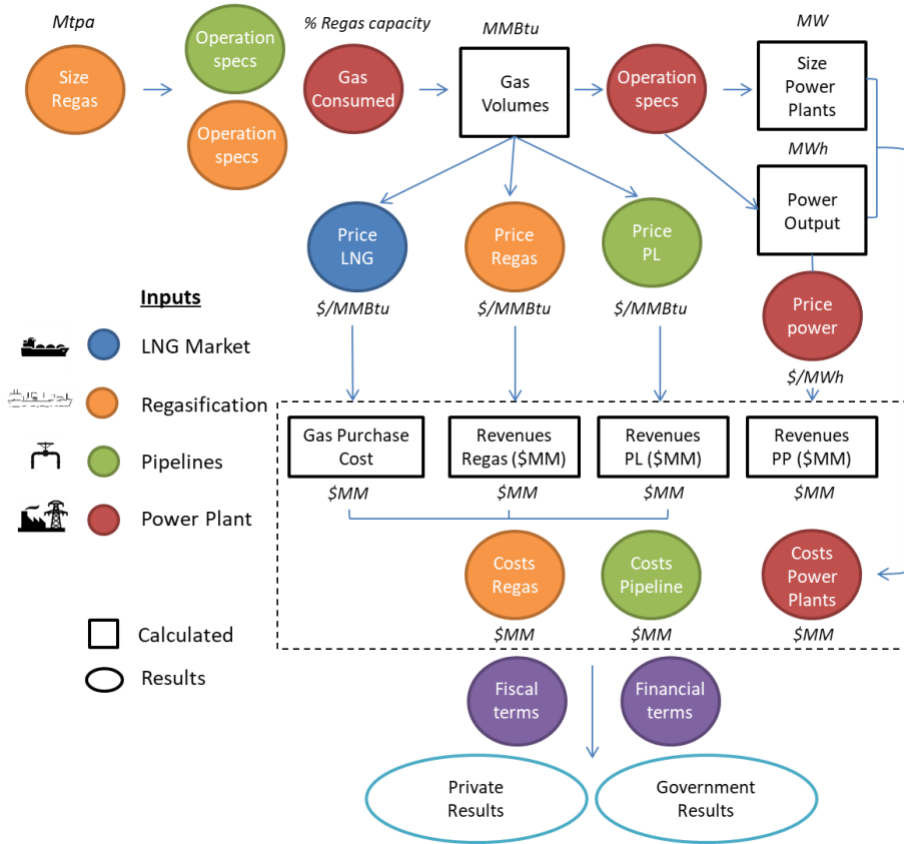 Mtpa
% Regas capacity
MMBtu
MW
Size
Regas
Operation
specs
Operation
specs
Gas
Consumed
Gas
Volumes
Operation
specs
Size
Power
Plants
MWh
Power
Output
Price
LNG
Price
Regas
Price
PL
Price
power
$/MMBtu
$/MMBtu
$/MMBtu
$/MWh
Inputs
LNG Market
Regasification
Pipelines
Power Plant
Gas Purchase
Cost
Revenues
Regas ($MM)
Revenues
PL ($MM)
Revenues
PP ($MM)
$MM
$MM
$MM
$MM
Costs
Regas
Costs
Pipeline
Costs
Power
Plants
$MM
$MM
$MM
Calculated
Results
Fiscal
terms
Financial
terms
Private
Results
Government
Results